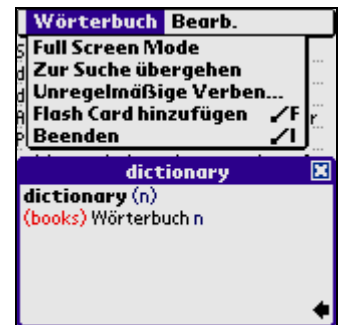 Wörterbuch Bearb.
Full Screen Mode
Zur Suche übergehen
Unregelmäßige Verben...
Flash Card hinzufügen /F
Beenden /I
dictionary
dictionary (n)
(books) Wörterbuch n